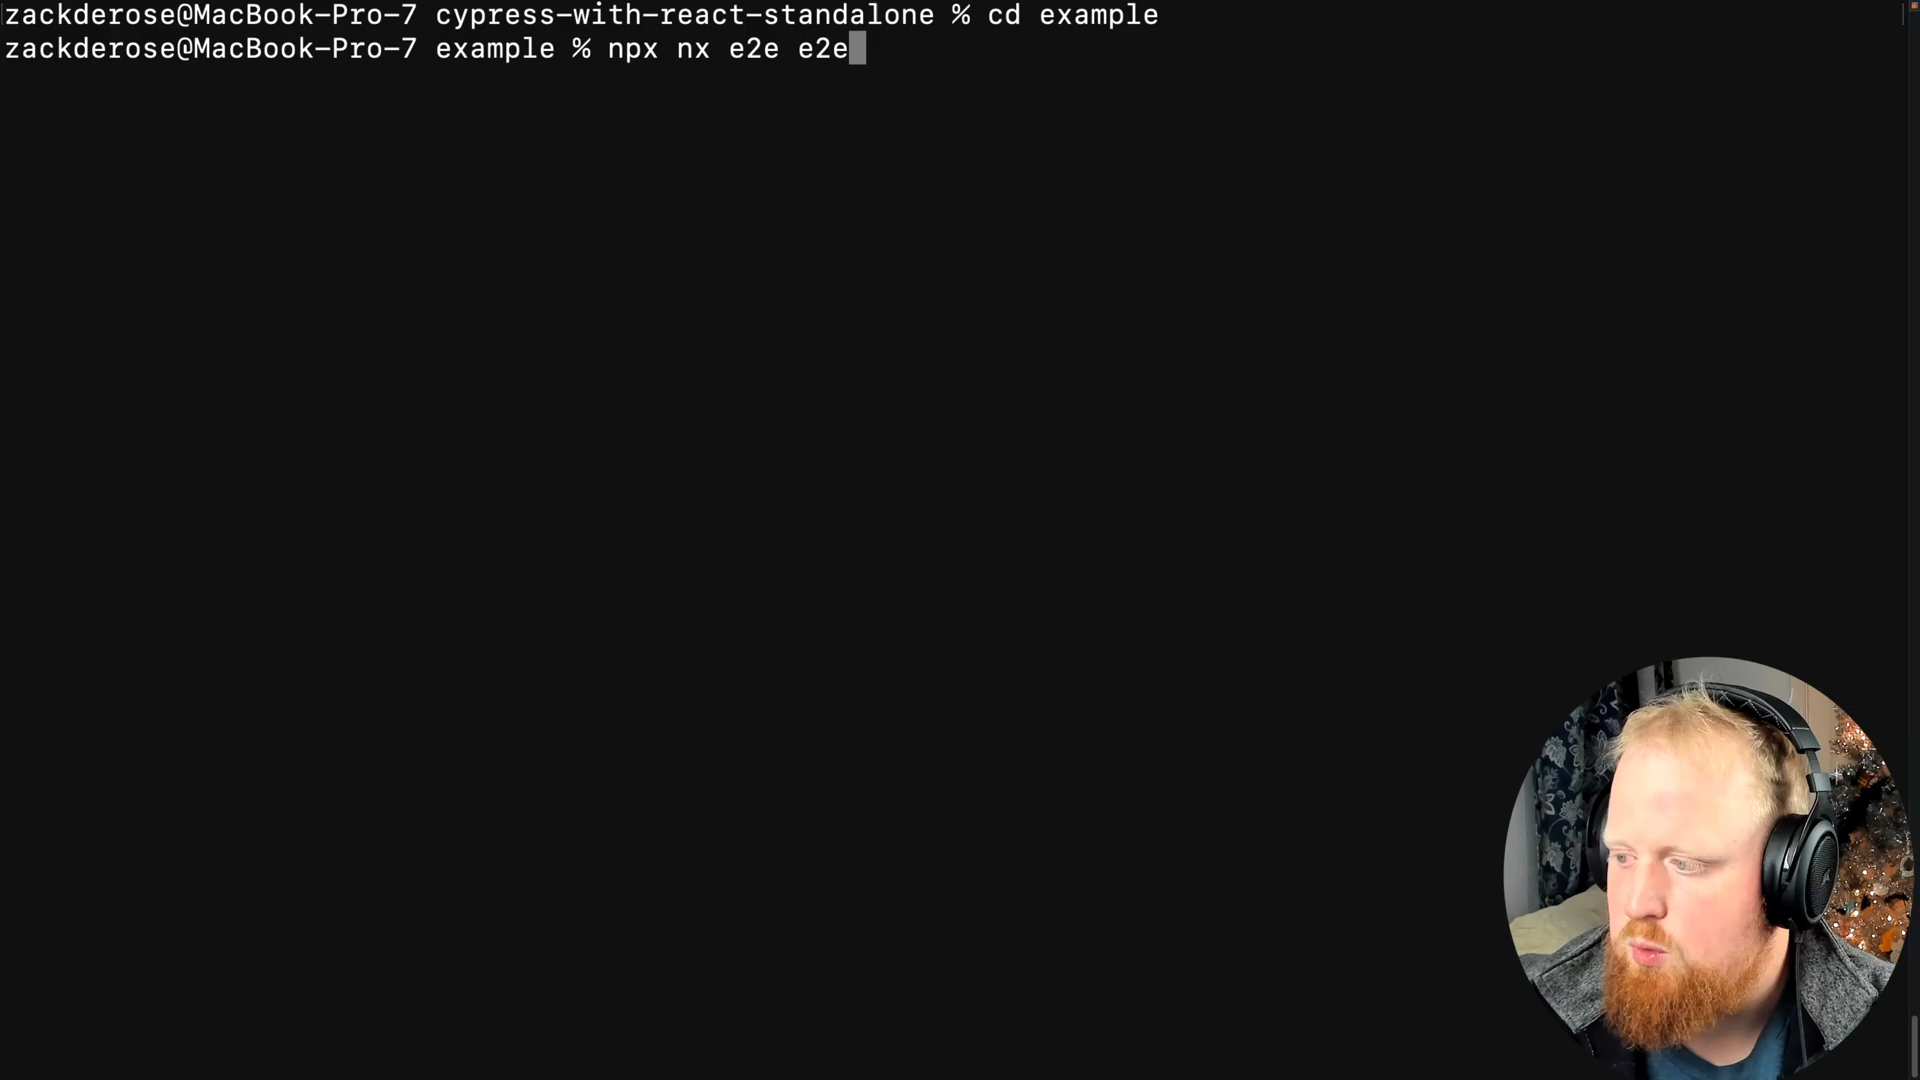 zackderose@MacBook-Pro-7 cypress-with-react-standalone % cd example
zackderose@MacBook-Pro-7 example % npx nx e2e e2e